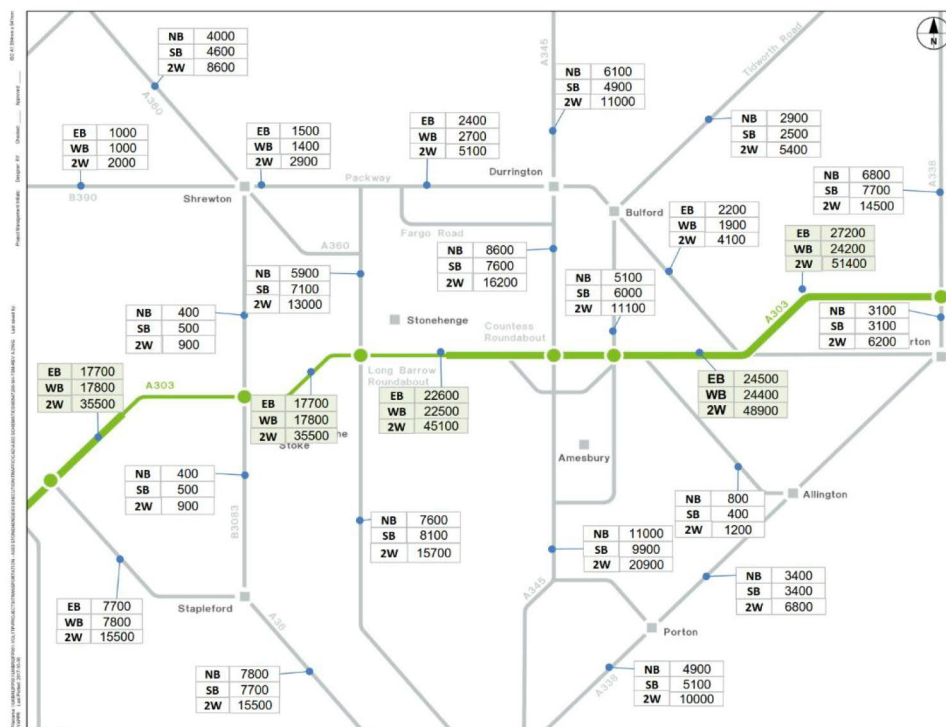 NB 4000
SB 4600
2W 8600
A345
N
A360
NB 6100
SB 4900
2W 11000
Tidworth Road
EB 1000
WB 1000
2W 2000
EB 1500
WB 1400
2W 2900
EB 2400
WB 2700
2W 5100
NB 2900
SB 2500
2W 5400
A338
Packway
Durrington
NB 6800
SB 7700
2W 14500
B390
Shrewton
Bulford
EB 2200
WB 1900
2W 4100
Fargo Road
A360
EB 27200
WB 24200
2W 51400
NB 5900
SB 7100
2W 13000
NB 8600
SB 7600
2W 16200
NB 5100
SB 6000
2W 11100
NB 400
SB 500
2W 900
Stonehenge
Countess
Roundabout
A303
NB 3100
SB 3100
2W 6200
EB 17700
WB 17800
2W 35500
A303
Long Barrow
Roundabout
EB 17700
WB 17800
2W 35500
Stoke
EB 22600
WB 22500
2W 45100
EB 24500
WB 24400
2W 48900
Amesbury
NB 400
SB 500
2W 900
B3083
NB 7600
SB 8100
2W 15700
NB 11000
SB 9900
2W 20900
NB 800
SB 400
2W 1200
Allington
EB 7700
WB 7800
2W 15500
Stapleford
A36
A345
NB 3400
SB 3400
2W 6800
Porton
NB 7800
SB 7700
2W 15500
A338
NB 4900
SB 5100
2W 10000